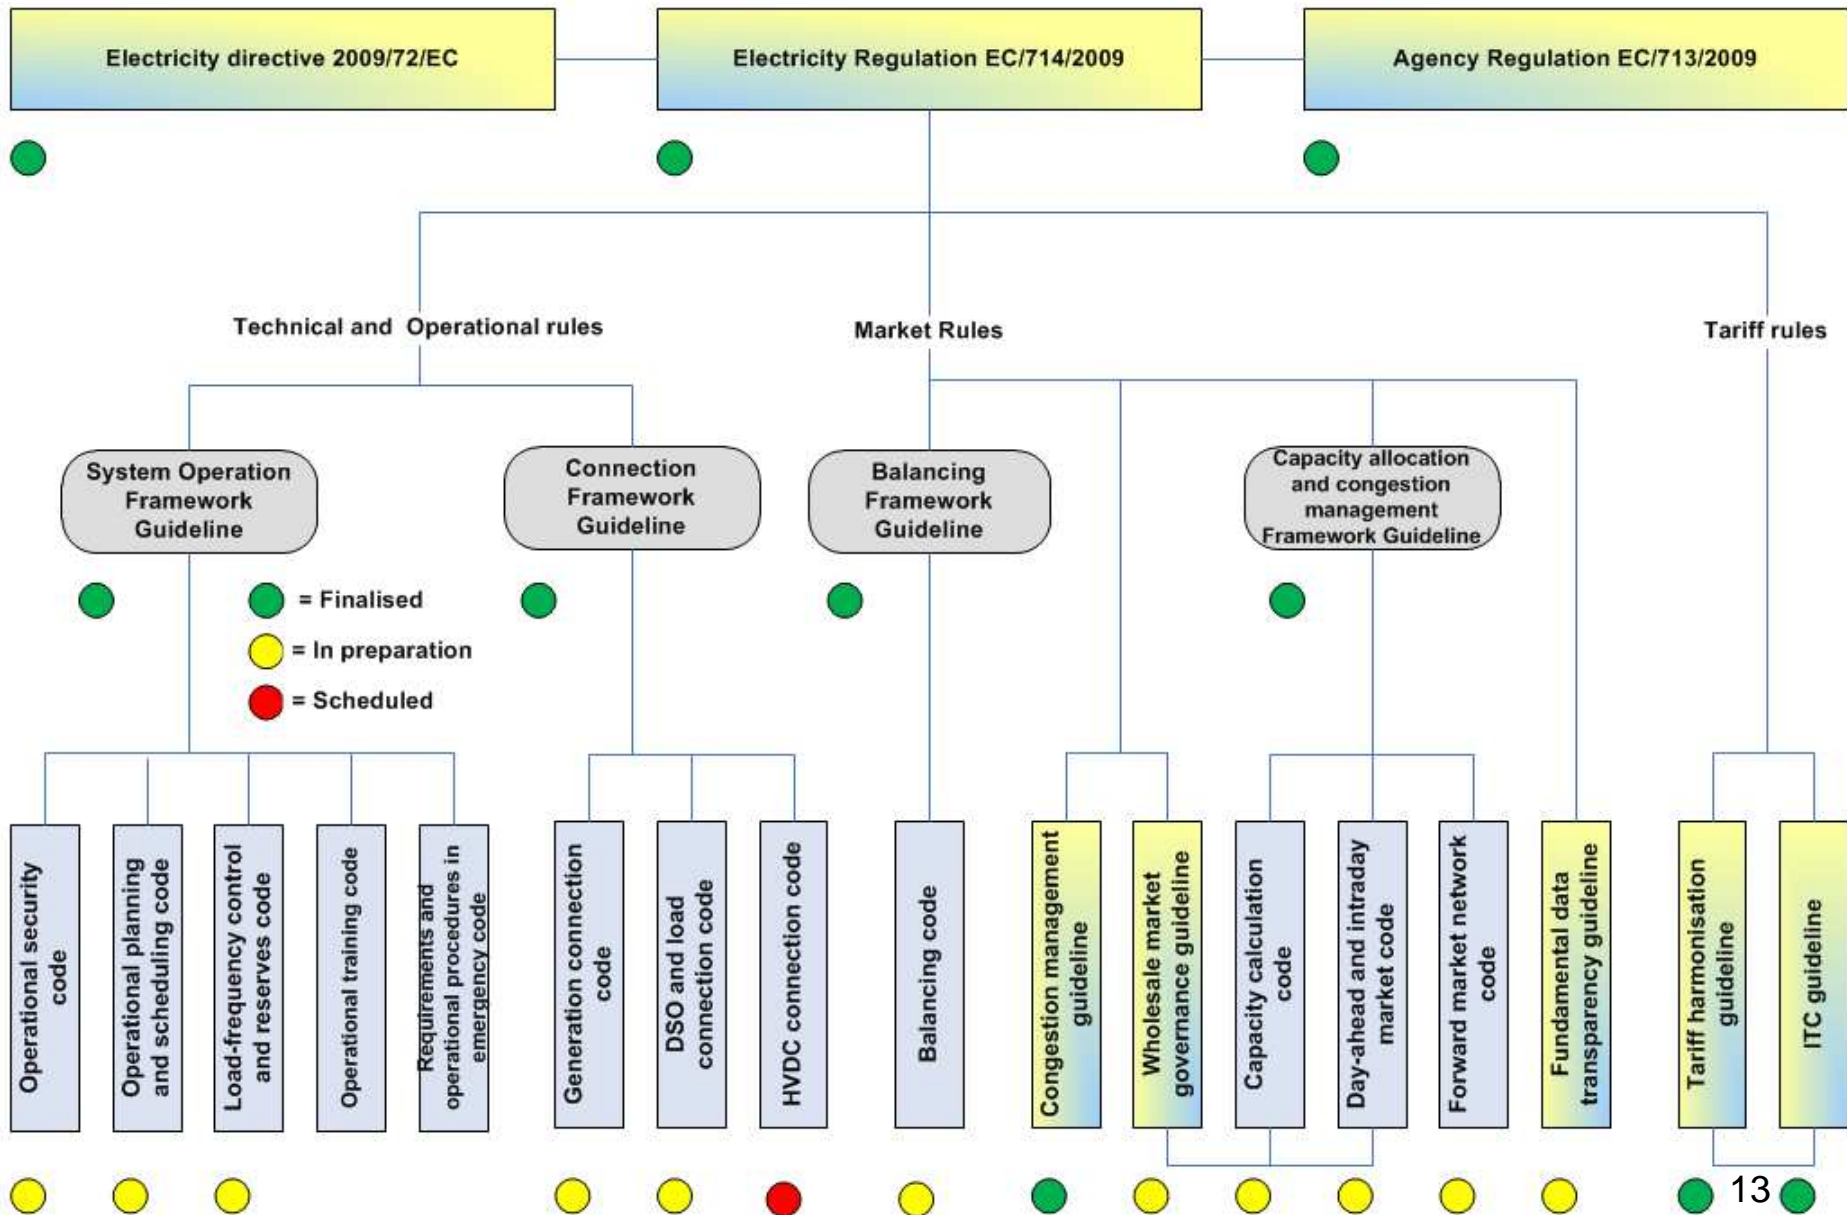 Electricity directive 2009/72/EC
Electricity Regulation EC/714/2009
Agency Regulation EC/713/2009
Technical and Operational rules
Market Rules
Tariff rules
System Operation
Framework
Guideline
Connection
Framework
Guideline
Balancing
Framework
Guideline
Capacity allocation
and congestion
management
Framework Guideline
= Finalised
= In preparation
= Scheduled
Operational security
code
Operational planning
and scheduling code
Load-frequency control
and reserves code
Operational training code
Requirements and
operational procedures in
emergency code
Generation connection
code
DSO and load
connection code
HVDC connection code
Balancing code
Congestion management
guideline
Wholesale market
governance guideline
Capacity calculation
code
Day-ahead and intraday
market code
Forward market network
code
Fundamental data
transparency guideline
Tariff harmonisation
guideline
ITC guideline
13